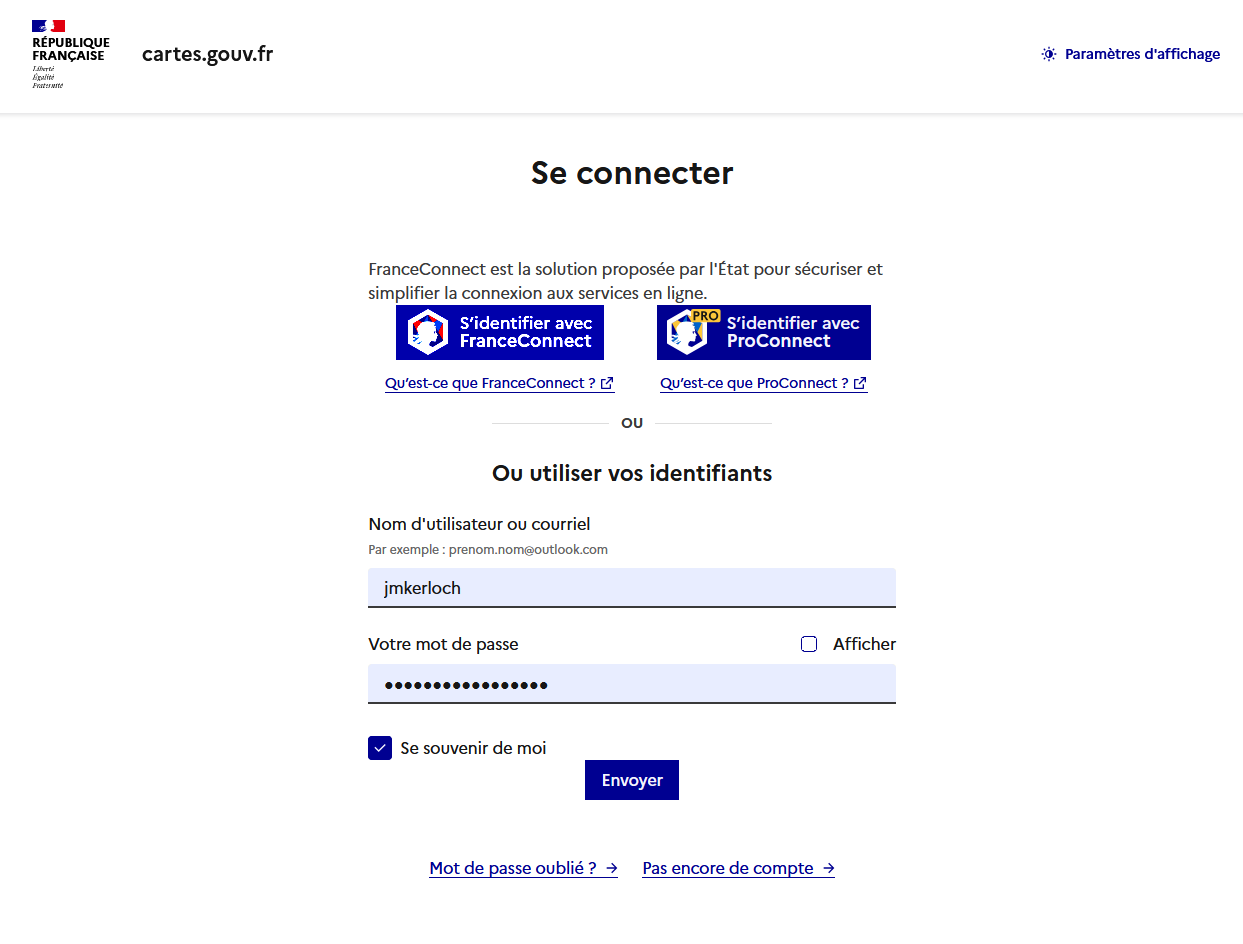 RÉPUBLIQUE
FRANÇAISE
Liberté
Égalité
Fraternité
cartes.gouv.fr
Paramètres d'affichage
Se connecter
FranceConnect est la solution proposée par l'État pour sécuriser et
simplifier la connexion aux services en ligne.
S'identifier avec
FranceConnect
PRO
S'identifier avec
ProConnect
Qu'est-ce que FranceConnect ?
Qu'est-ce que ProConnect ?
OU
Ou utiliser vos identifiants
Nom d'utilisateur ou courriel
Par exemple : prenom.nom@outlook.com
jmkerloch
Votre mot de passe
Afficher
•••••••••••••••••
Se souvenir de moi
Envoyer
Mot de passe oublié ? →
Pas encore de compte →